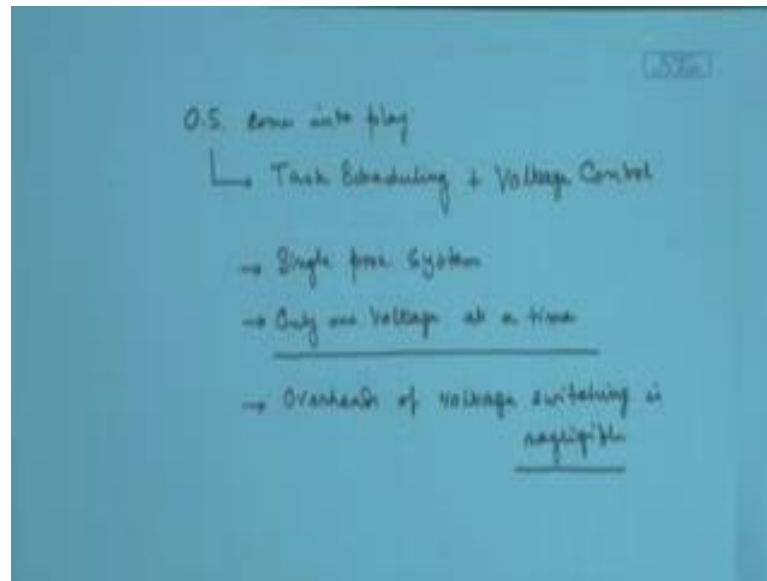 O.S. come into play
Task Scheduling + Voltage Control
→ Single proc System
→ Only one Voltage at a time
→ Overheads of voltage switching is
negligible